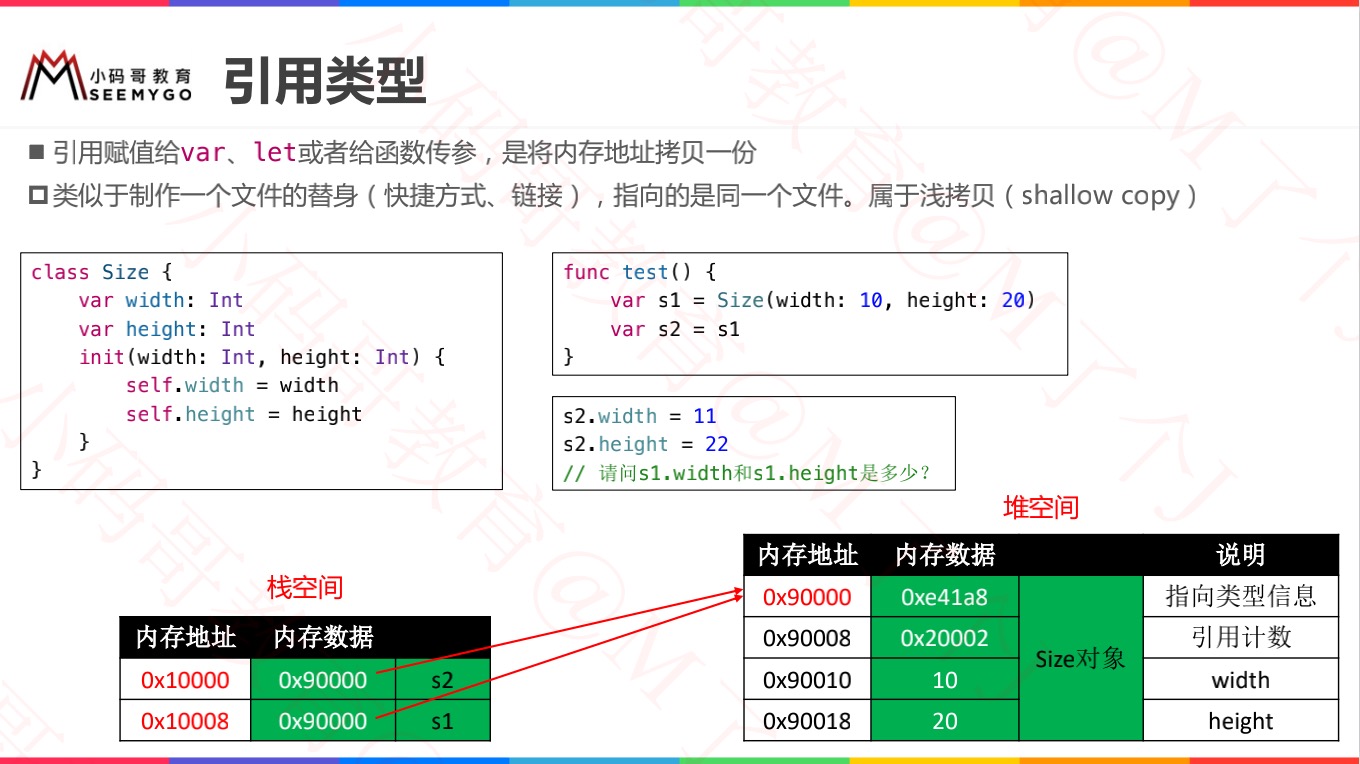 小码哥教育
SEEMYGO
引用类型
■ 引用赋值给var、let或者给函数传参，是将内存地址拷贝一份
类似于制作一个文件的替身（快捷方式、链接），指向的是同一个文件。属于浅拷贝（shallow copy）
class Size {
    var width: Int
    var height: Int
    init(width: Int, height: Int) {
        self.width = width
        self.height = height
    }
}
func test() {
    var s1 = Size(width: 10, height: 20)
    var s2 = s1
}
s2.width = 11
s2.height = 22
// 请问s1.width和s1.height是多少？
栈空间
内存地址 内存数据
0x10000 0x90000 s2
0x10008 0x90000 s1
堆空间
内存地址 内存数据 说明
0x90000 0xe41a8 指向类型信息
0x90008 0x20002 引用计数
Size对象
0x90010 10 width
0x90018 20 height
小码哥教育@M了个J